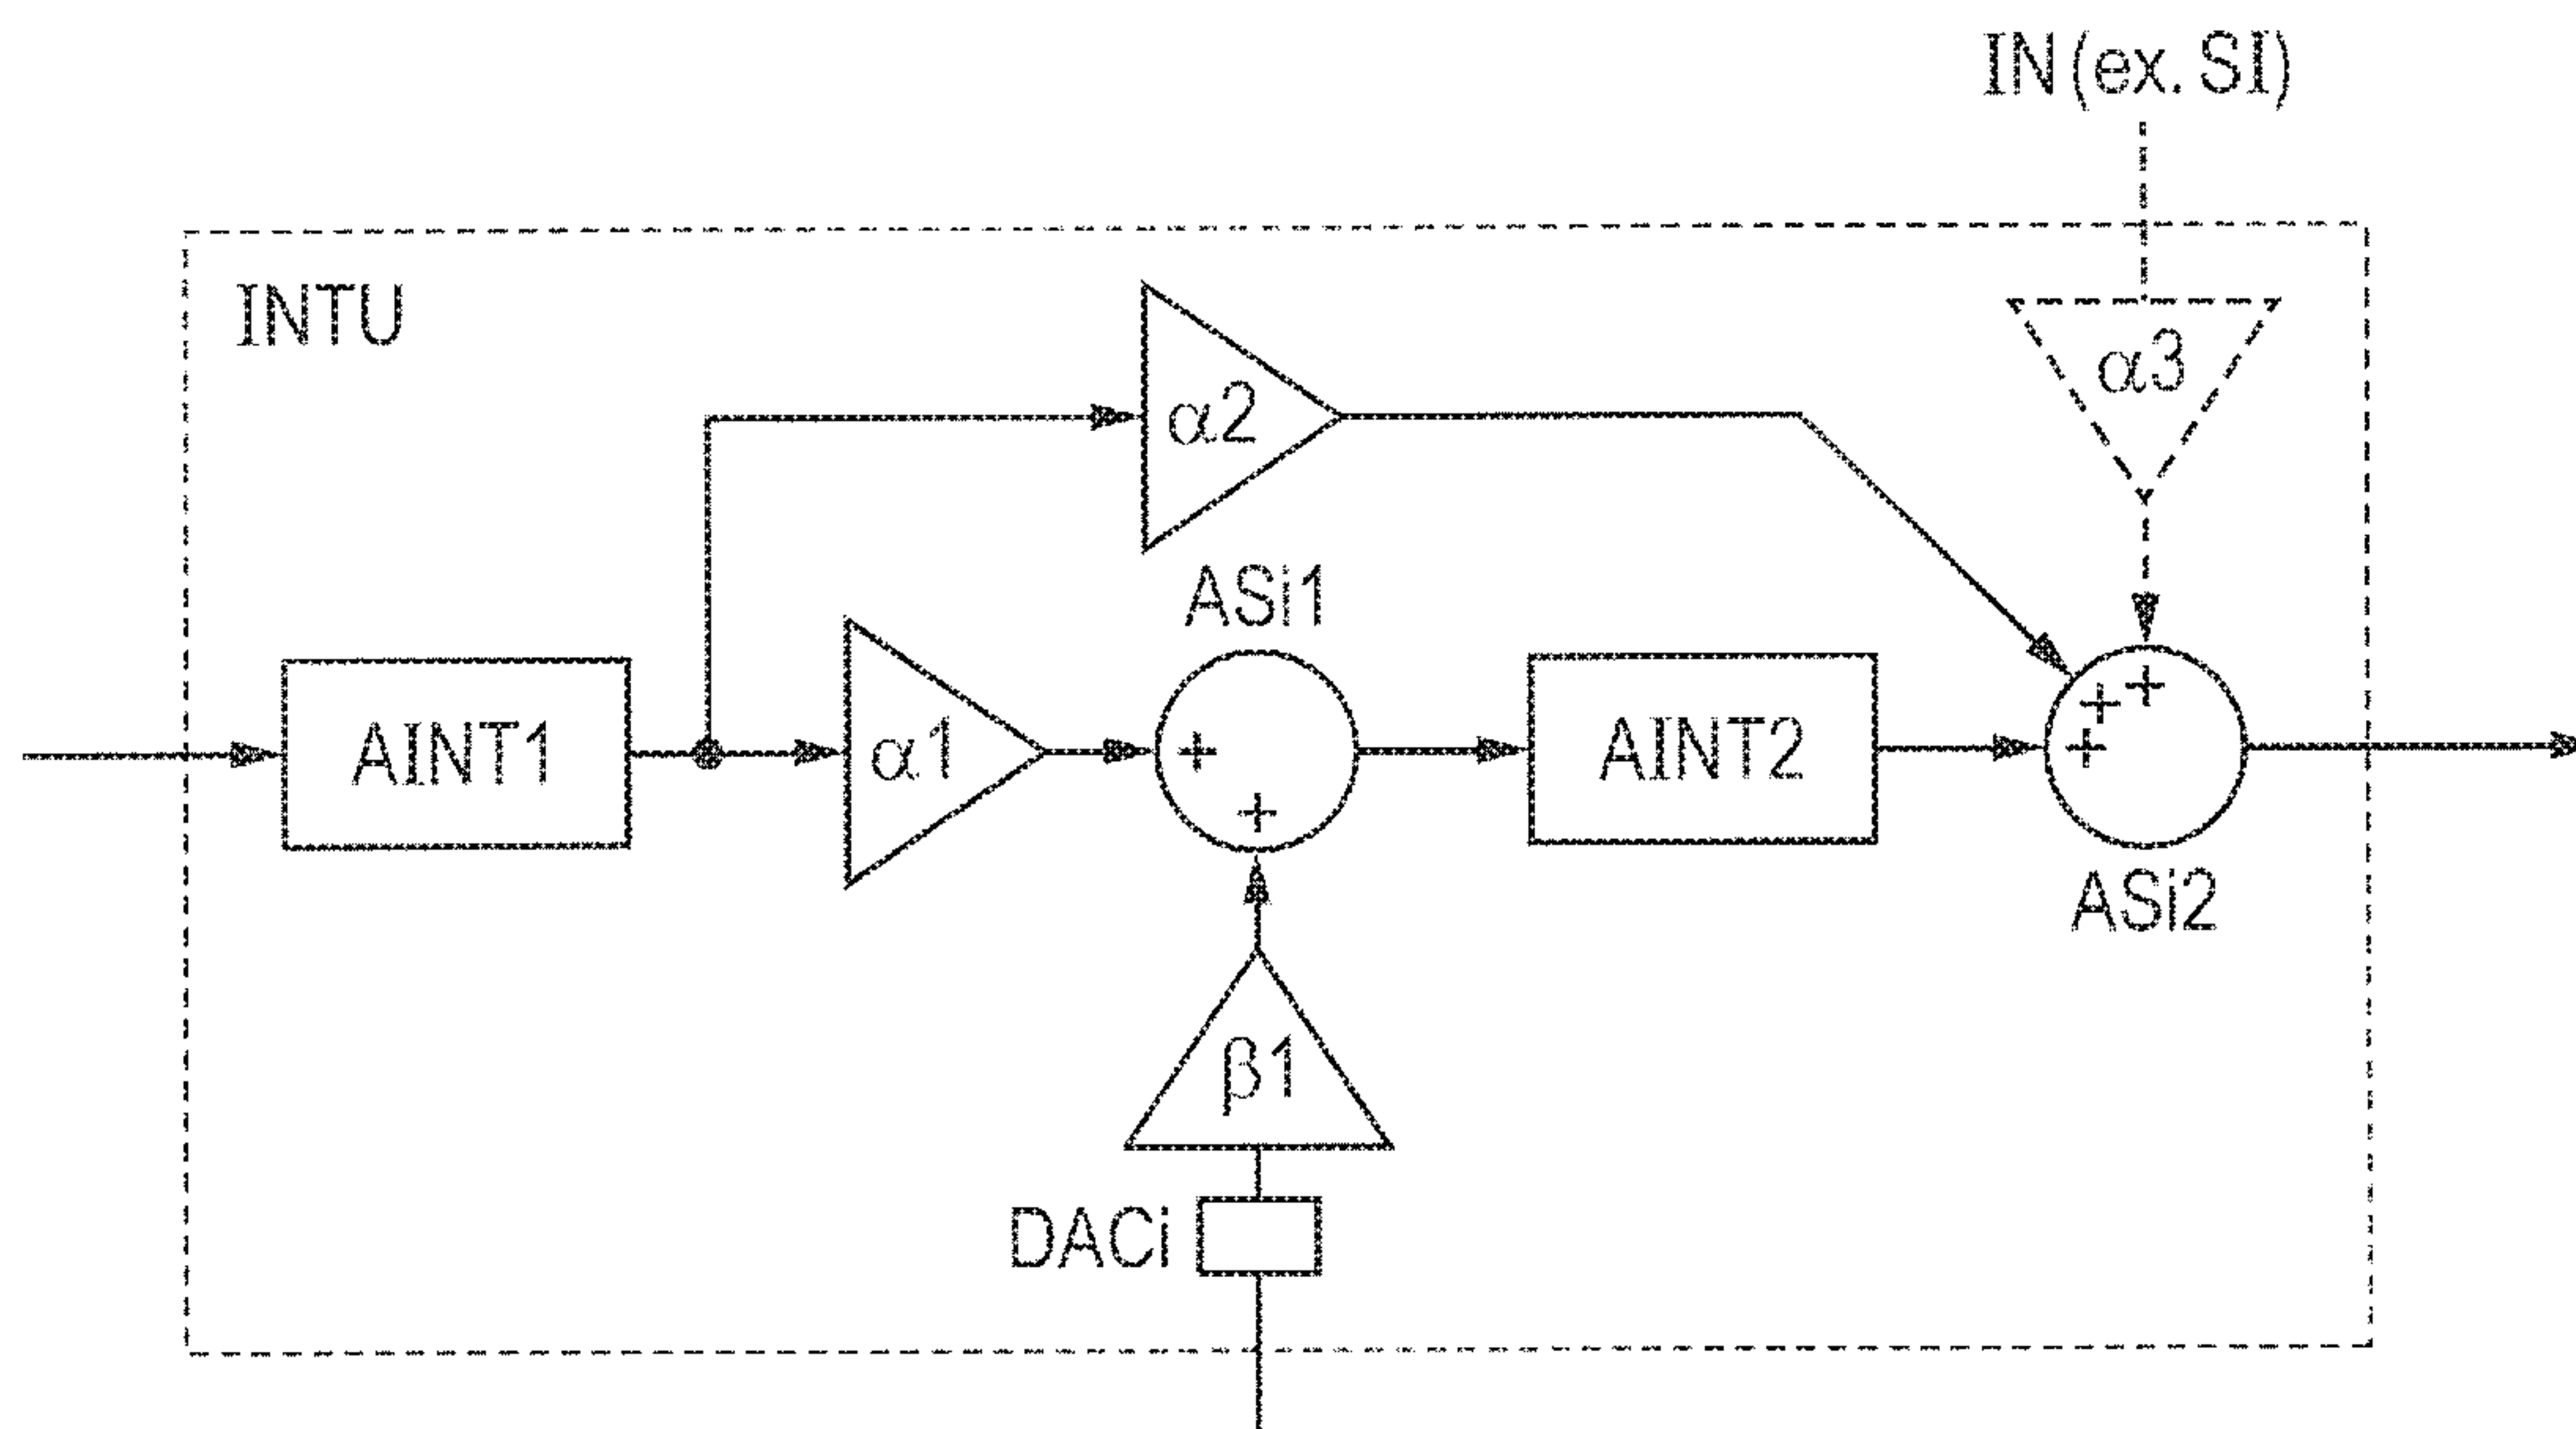 IN (ex. SI)
INTU
α2
α3
ASi1
AINT1
α1
+
+
AINT2
+
+
+
ASi2
β1
DACi